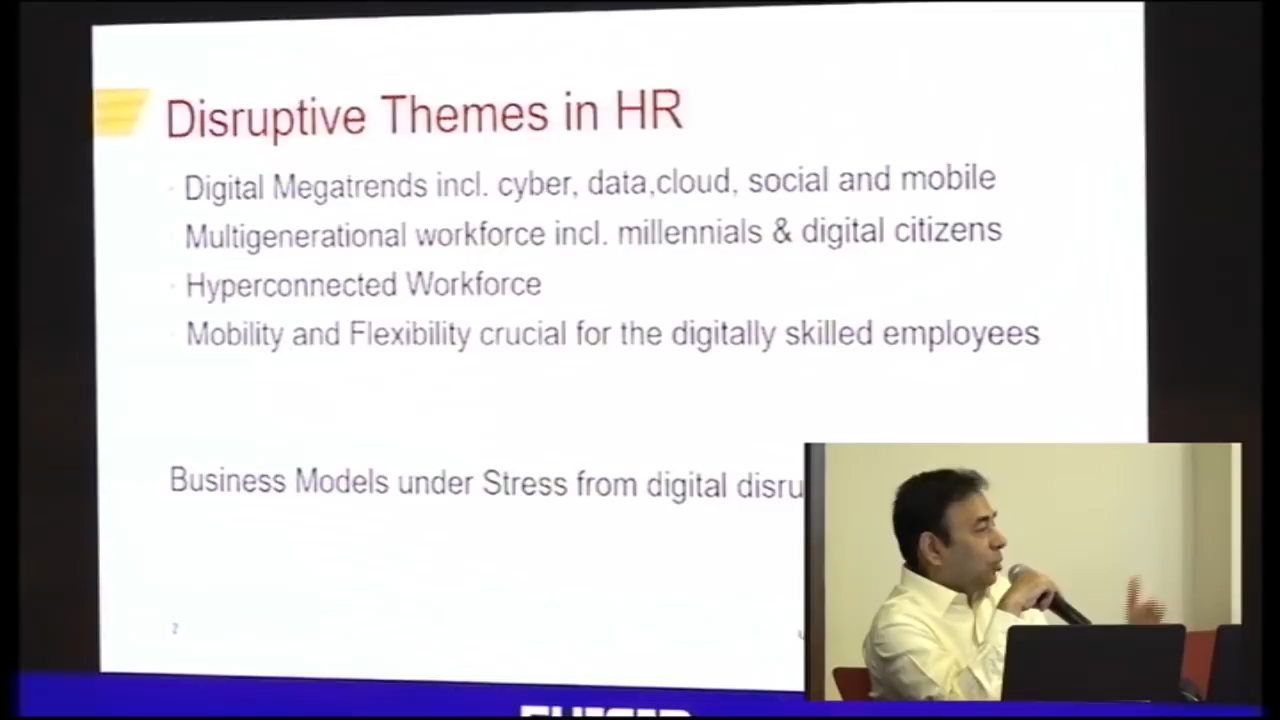 Disruptive Themes in HR
Digital Megatrends incl. cyber, data,cloud, social and mobile
Multigenerational workforce incl. millennials & digital citizens
Hyperconnected Workforce
Mobility and Flexibility crucial for the digitally skilled employees
Business Models under Stress from digital
2